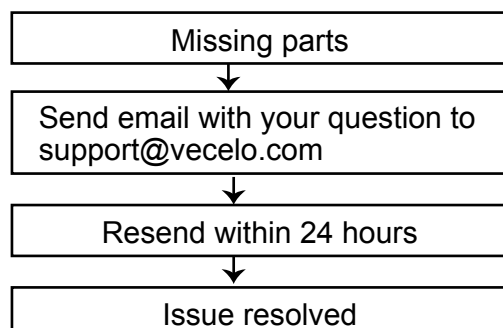 Missing parts
Send email with your question to
support@vecelo.com
Resend within 24 hours
Issue resolved